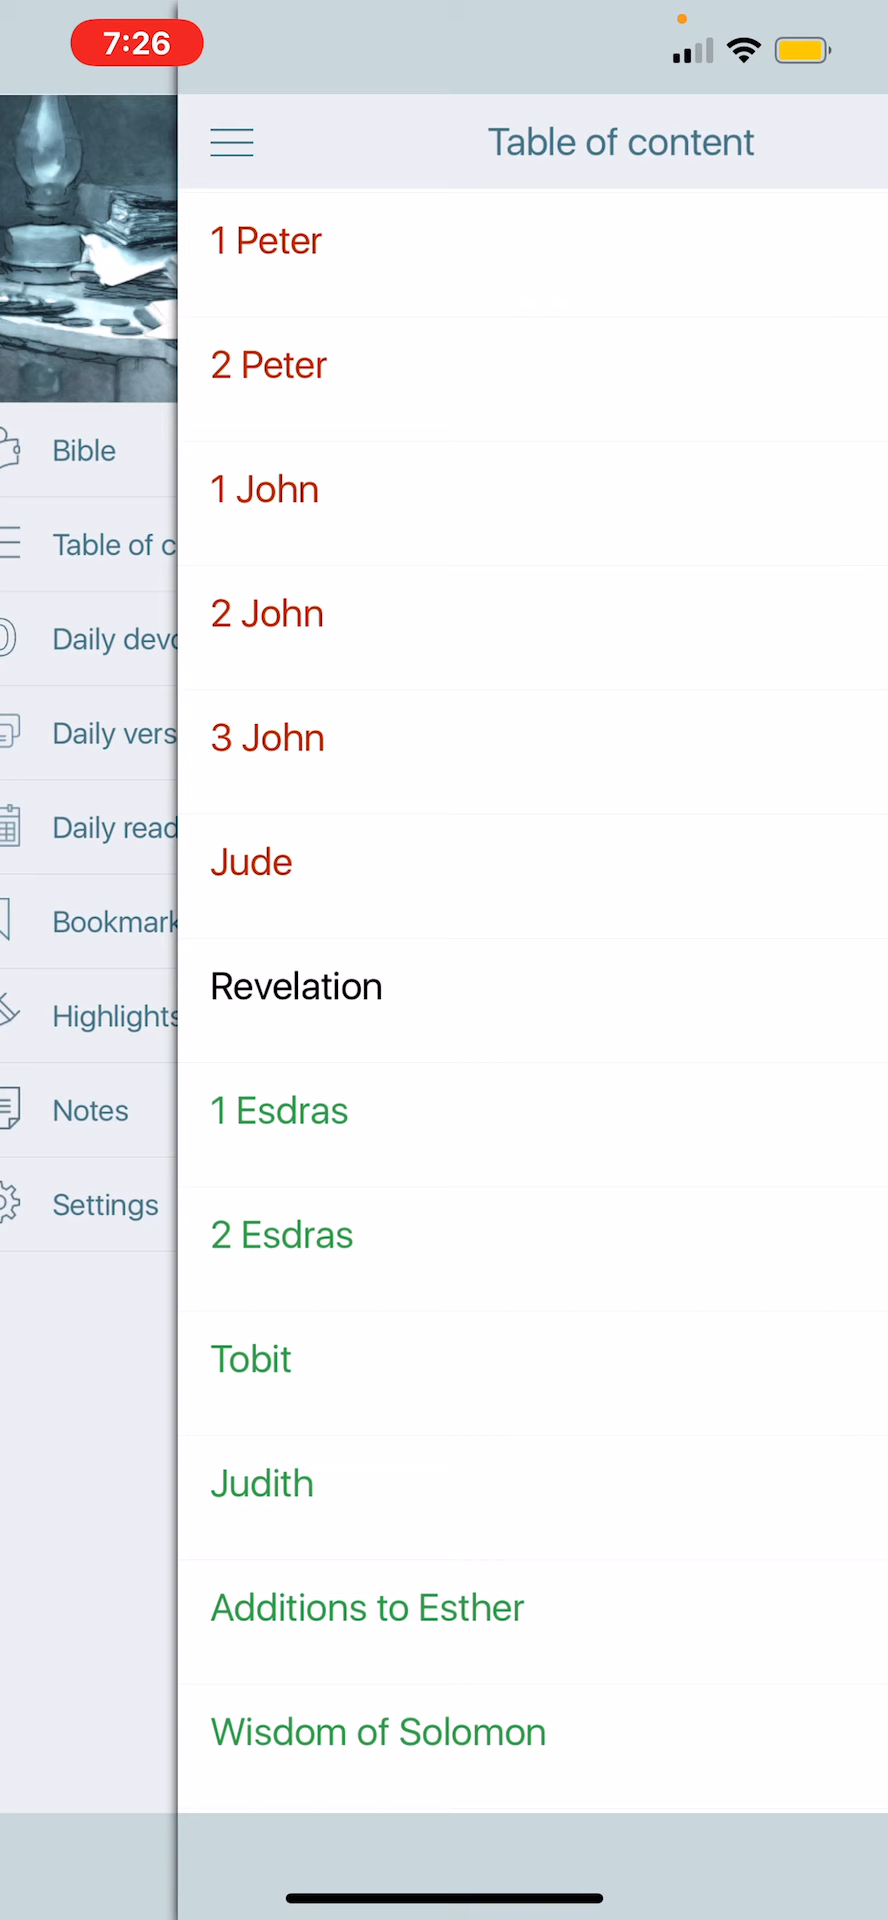 7:26
Table of content
Bible
Table of c
Daily devo
Daily vers
Daily read
Bookmark
Highlights
Notes
Settings
1 Peter
2 Peter
1 John
2 John
3 John
Jude
Revelation
1 Esdras
2 Esdras
Tobit
Judith
Additions to Esther
Wisdom of Solomon